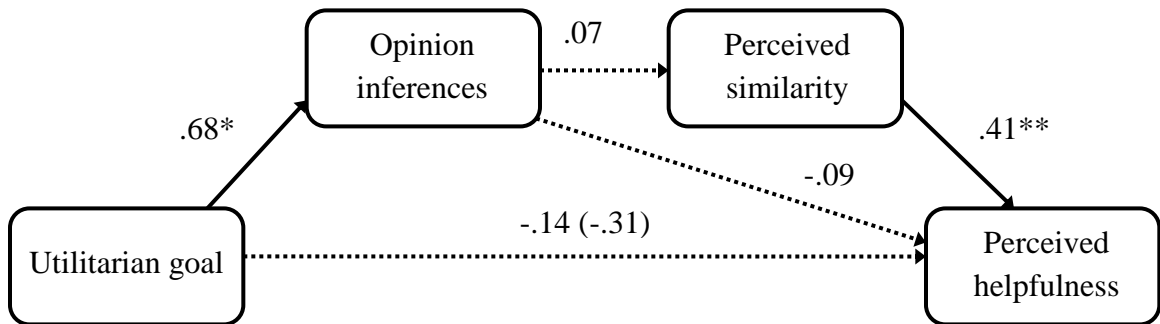 Opinion
inferences
.07
Perceived
similarity
.68*
.41**
-.09
-.14 (-.31)
Utilitarian goal
Perceived
helpfulness